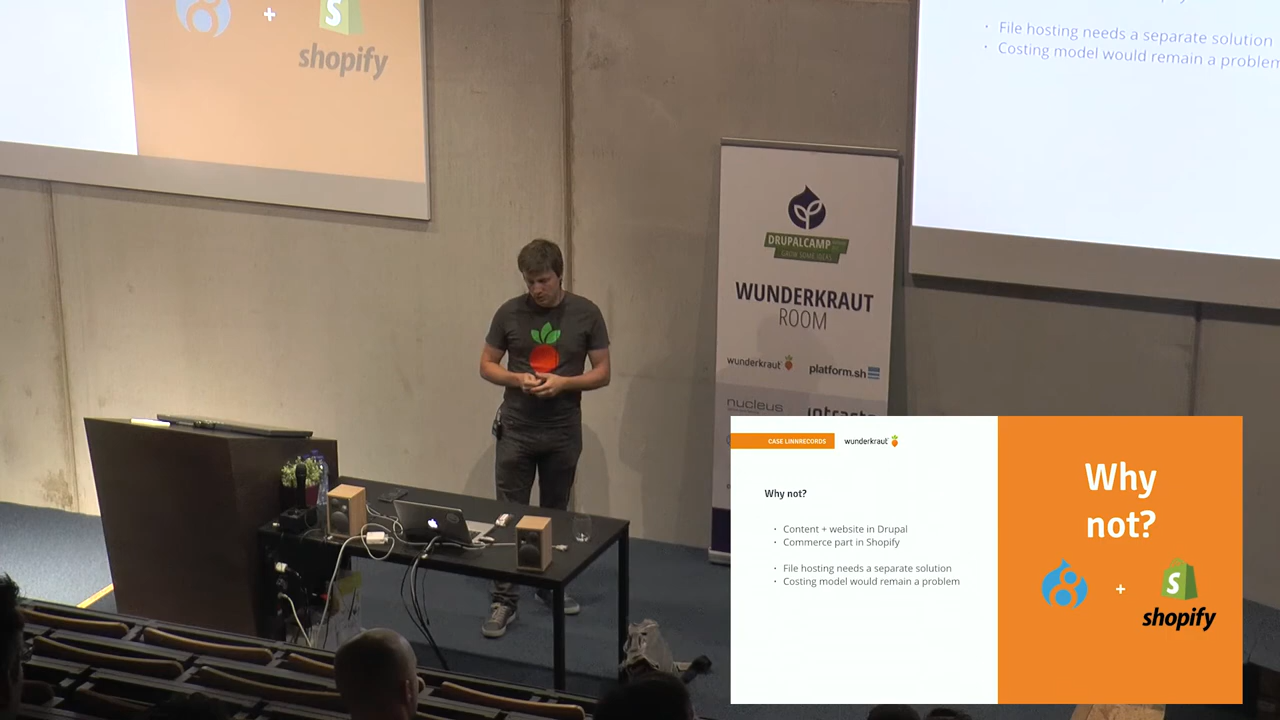 +
S
shopify
File hosting needs a separate solution
Costing model would remain a problem
DRUPALCAMP
WUNDERKRAUT
ROOM
wunderkraut
platform.sh
nucleus
CASE LINNRECORDS
wunderkraut
Why not?
· Content + website in Drupal
· Commerce part in Shopify
· File hosting needs a separate solution
· Costing model would remain a problem
Why
not?
+
S
shopify